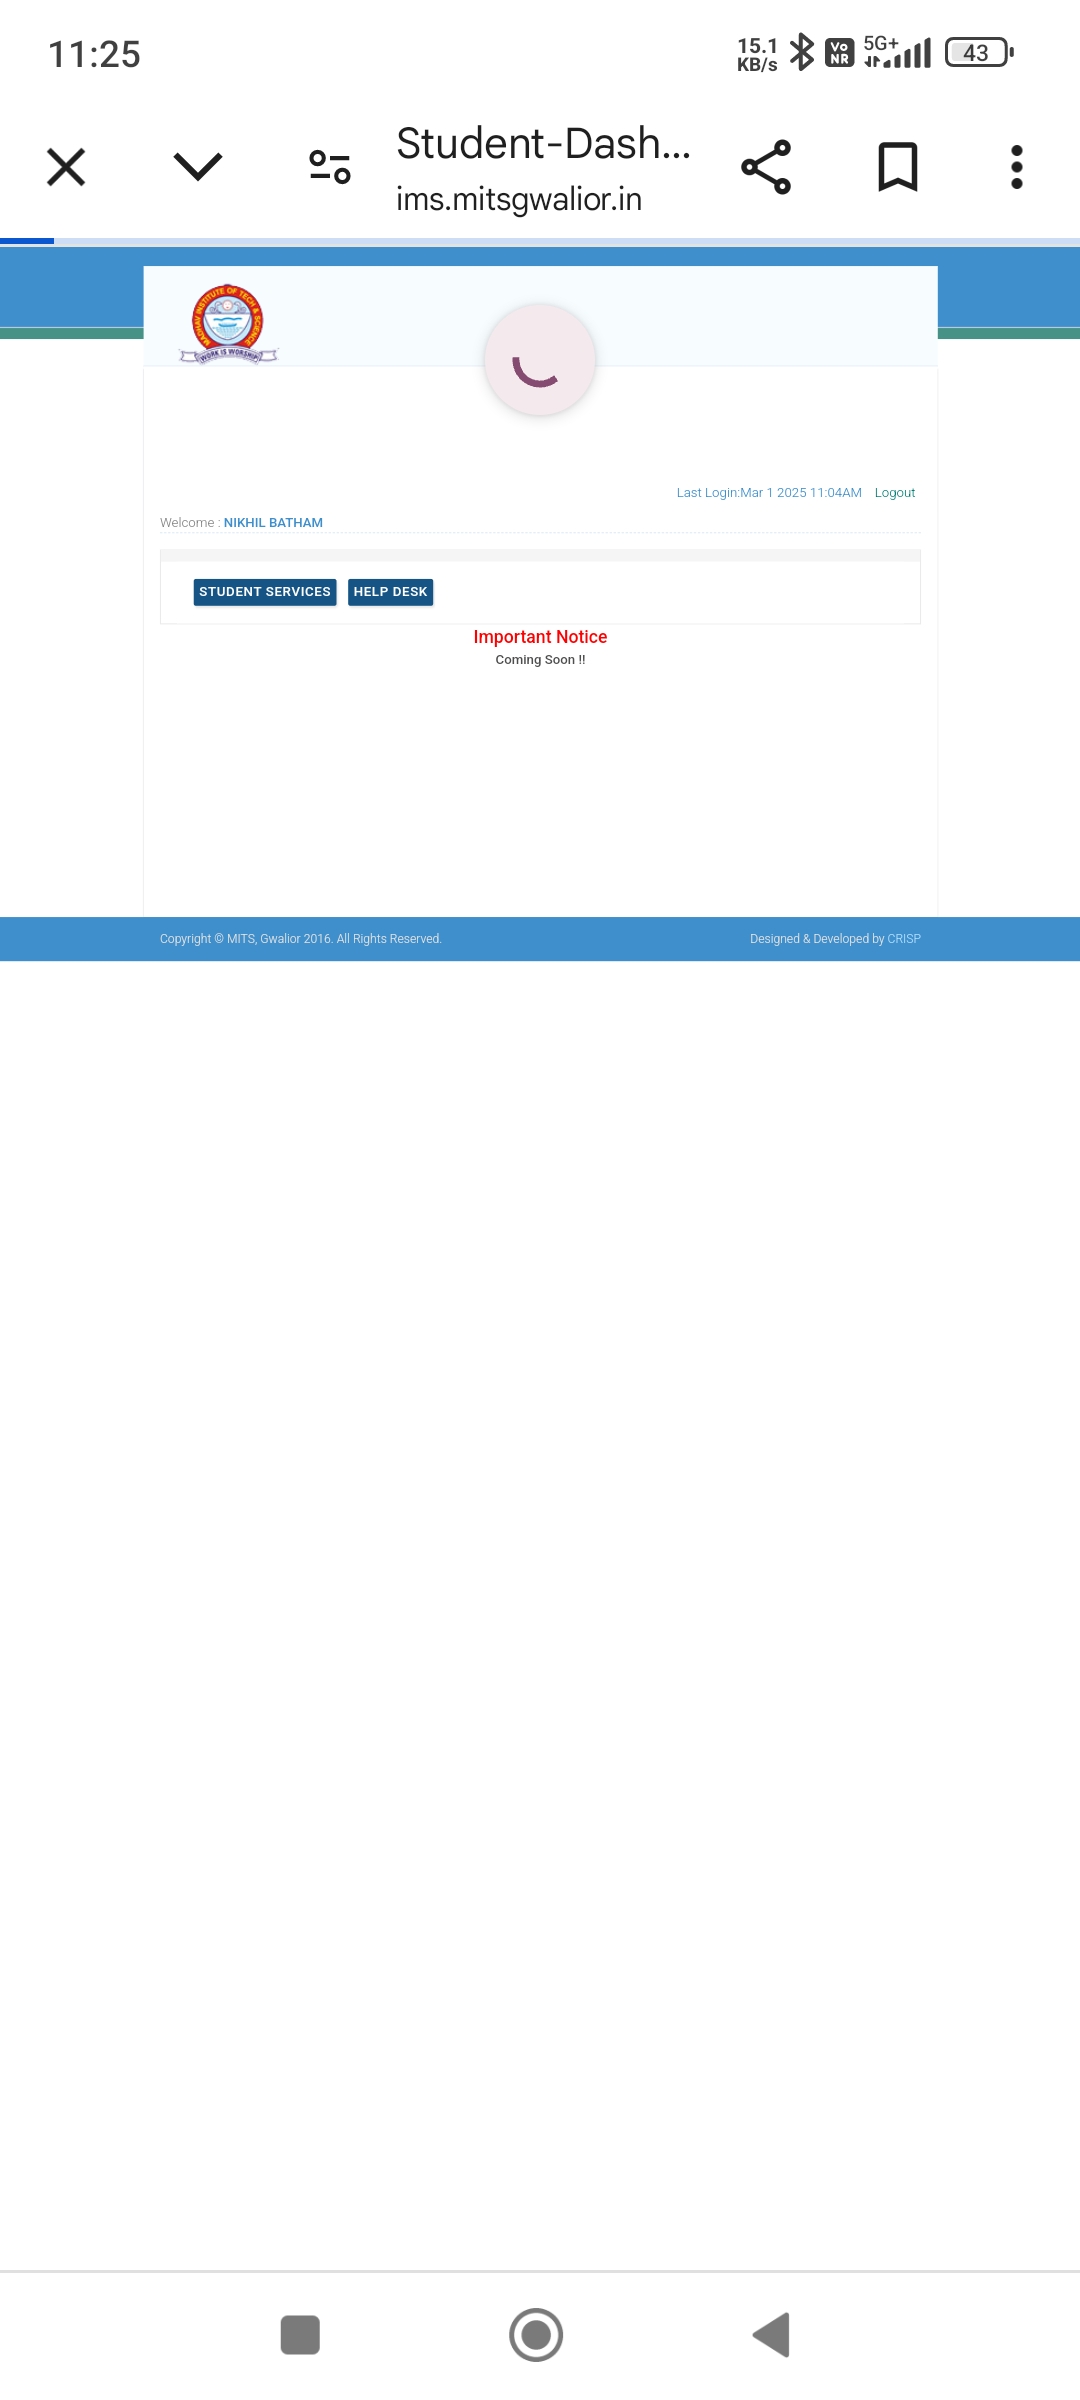 11:25
15.1
KB/s
Vo
NR
5G+
43
Student-Dash...
ims.mitsgwalior.in
MADHAV INSTITUTE OF TECH & SCIENCE
WORK IS WORSHIP
Last Login:Mar 1 2025 11:04AM Logout
Welcome : NIKHIL BATHAM
STUDENT SERVICES HELP DESK
Important Notice
Coming Soon !!
Copyright © MITS, Gwalior 2016. All Rights Reserved. Designed & Developed by CRISP